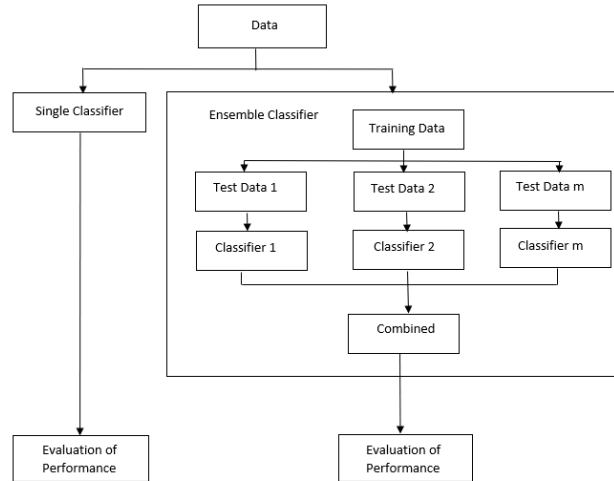 Data
Single Classifier
Ensemble Classifier
Training Data
Test Data 1
Test Data 2
Test Data m
Classifier 1
Classifier 2
Classifier m
Combined
Evaluation of
Performance
Evaluation of
Performance